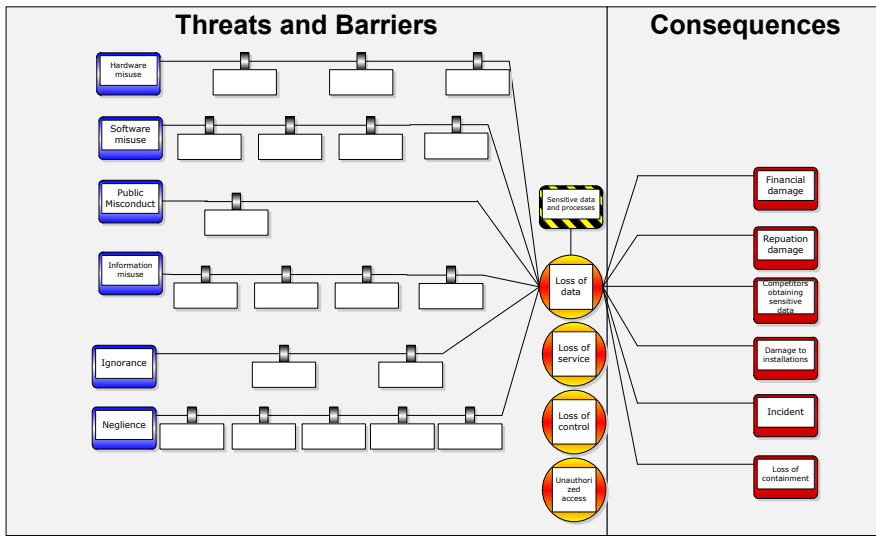 Threats and Barriers
Consequences
Hardware
misuse
Software
misuse
Public
Misconduct
Information
misuse
Ignorance
Neglience
Sensitive data
and processes
Loss of
data
Loss of
service
Loss of
control
Unauthori
zed
access
Financial
damage
Repuation
damage
Competitors
obtaining
sensitive
data
Damage to
installations
Incident
Loss of
containment